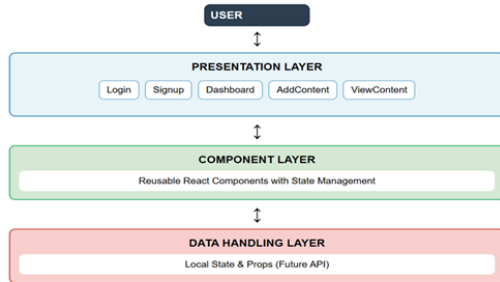 USER
PRESENTATION LAYER
Login Signup Dashboard AddContent ViewContent
COMPONENT LAYER
Reusable React Components with State Management
DATA HANDLING LAYER
Local State & Props (Future API)